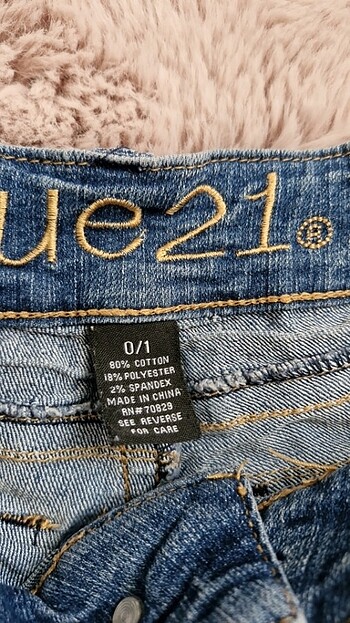 ue21®
0/1
80% COTTON
18% POLYESTER
2% SPANDEX
MADE IN CHINA
RN#70829
SEE REVERSE
FOR CARE